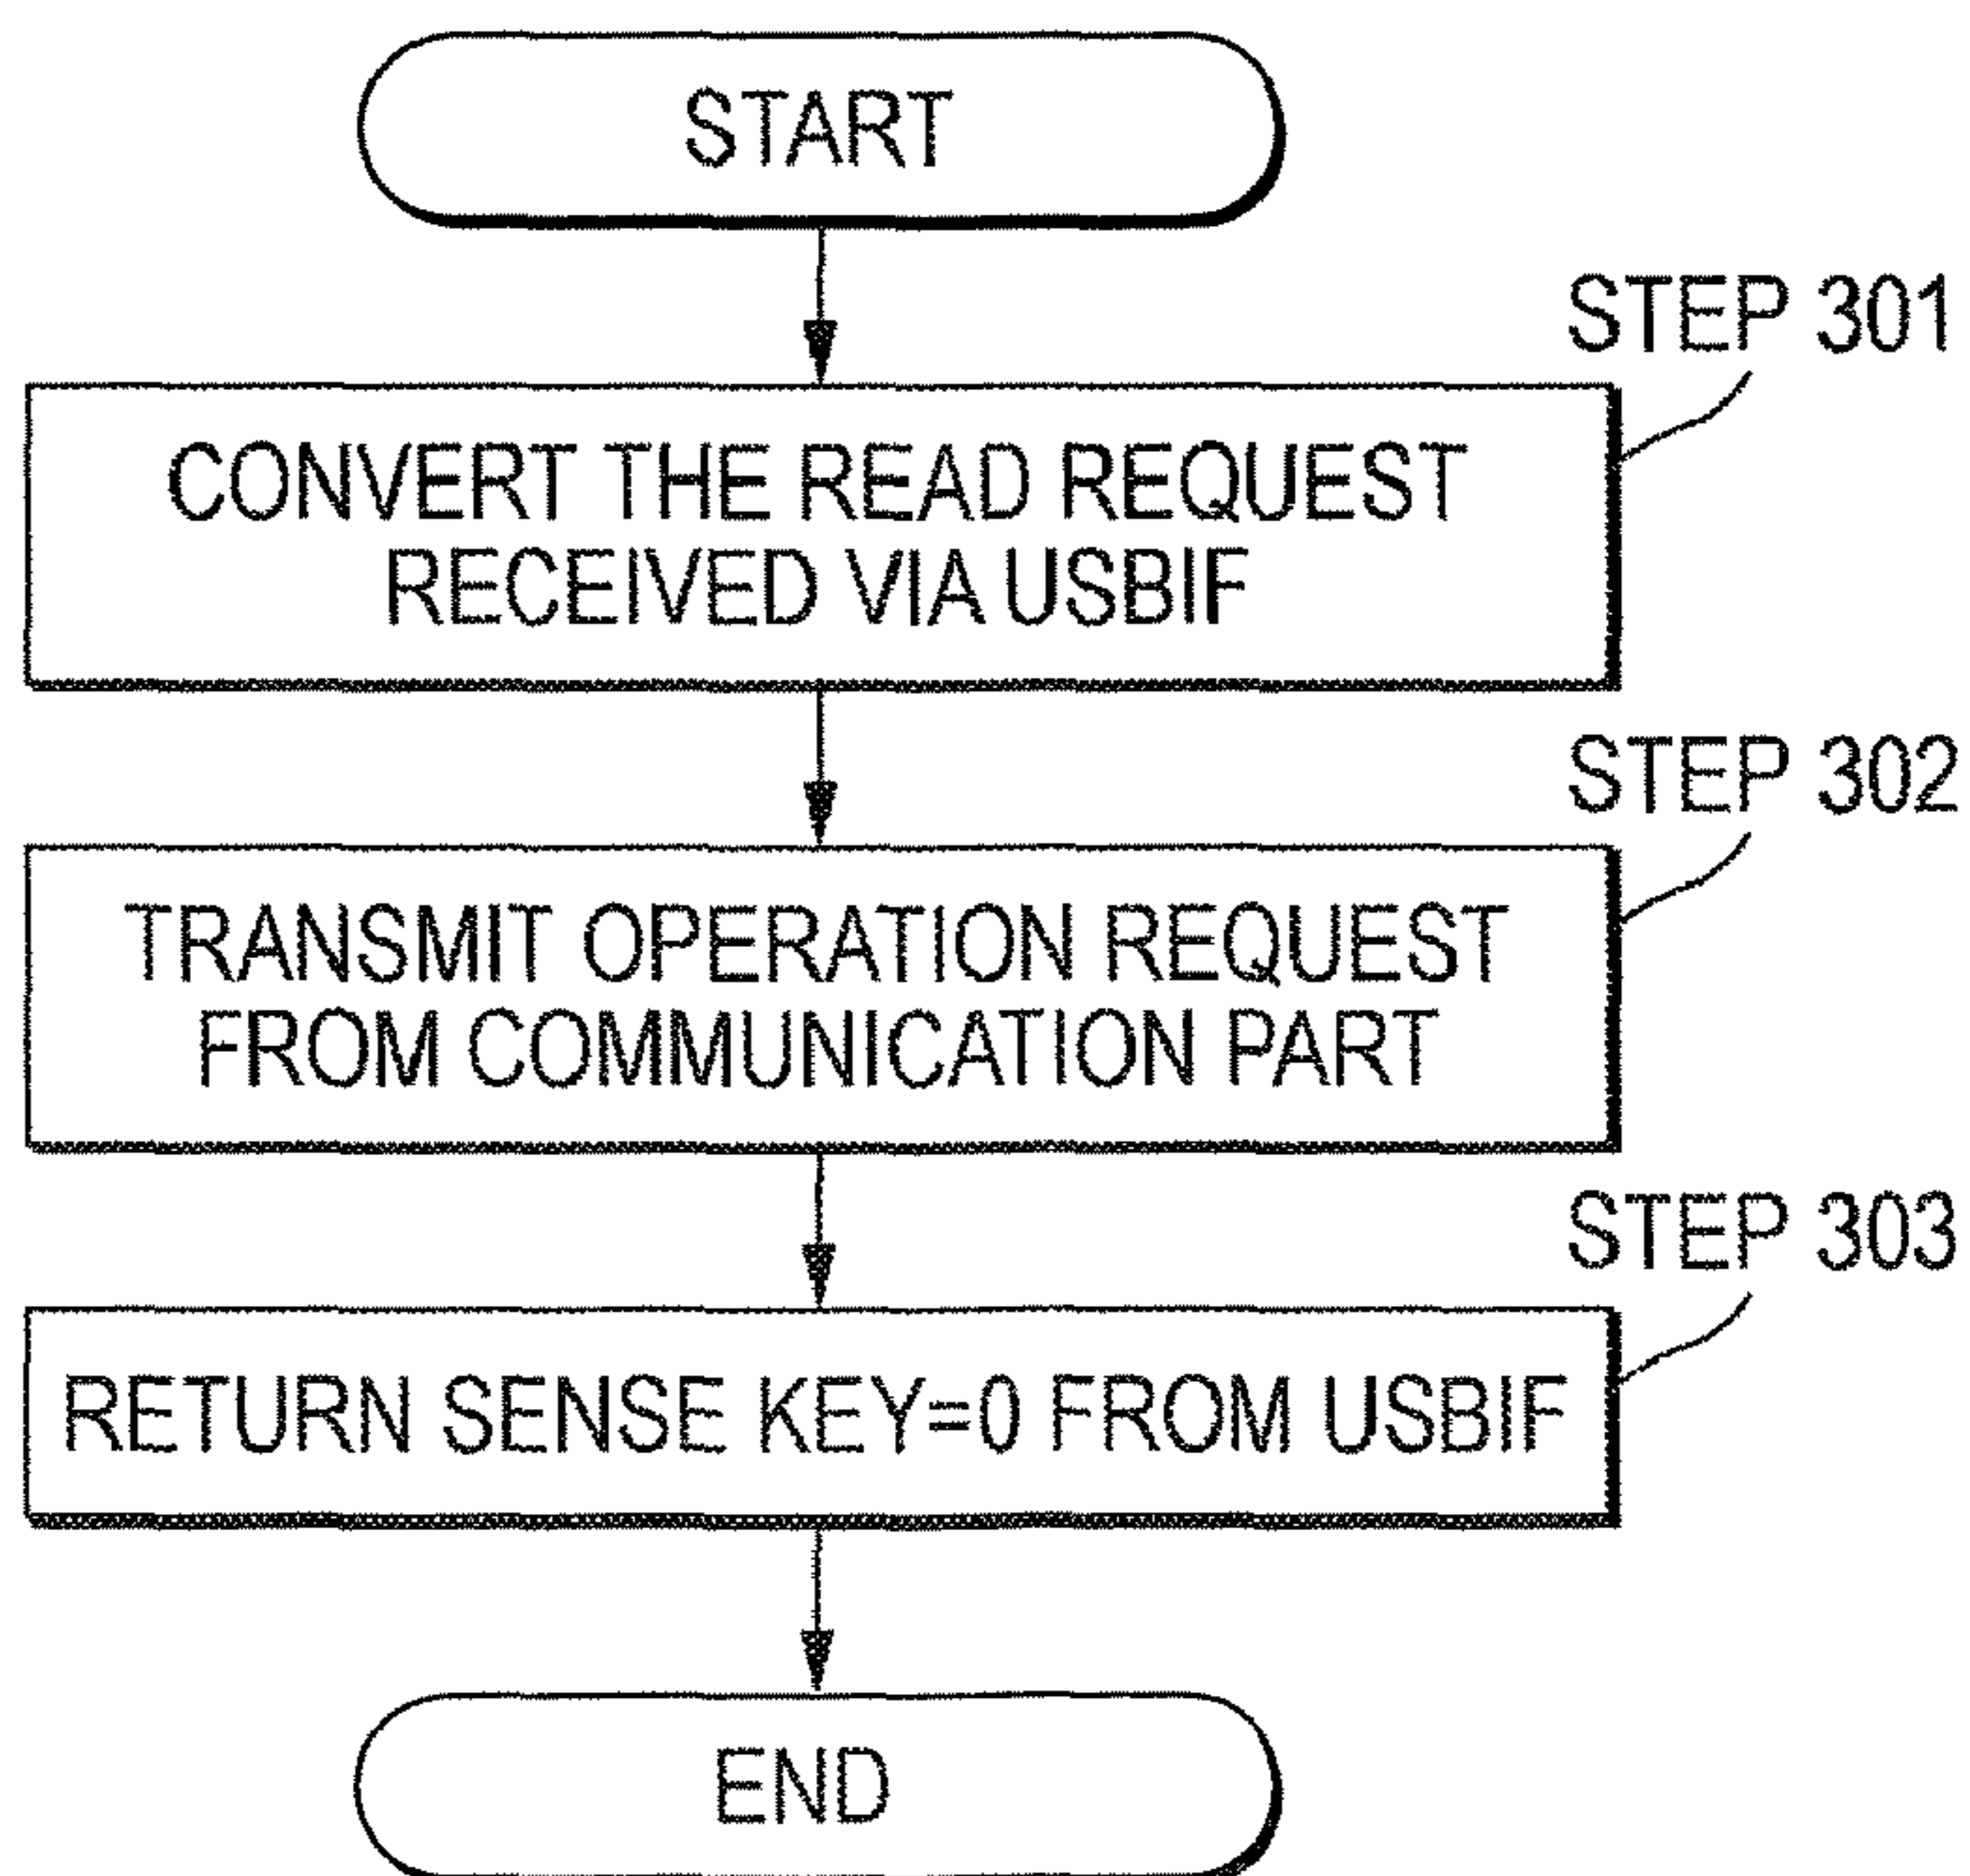 START
STEP 301
CONVERT THE READ REQUEST
RECEIVED VIA USBIF
STEP 302
TRANSMIT OPERATION REQUEST
FROM COMMUNICATION PART
STEP 303
RETURN SENSE KEY=0 FROM USBIF
END